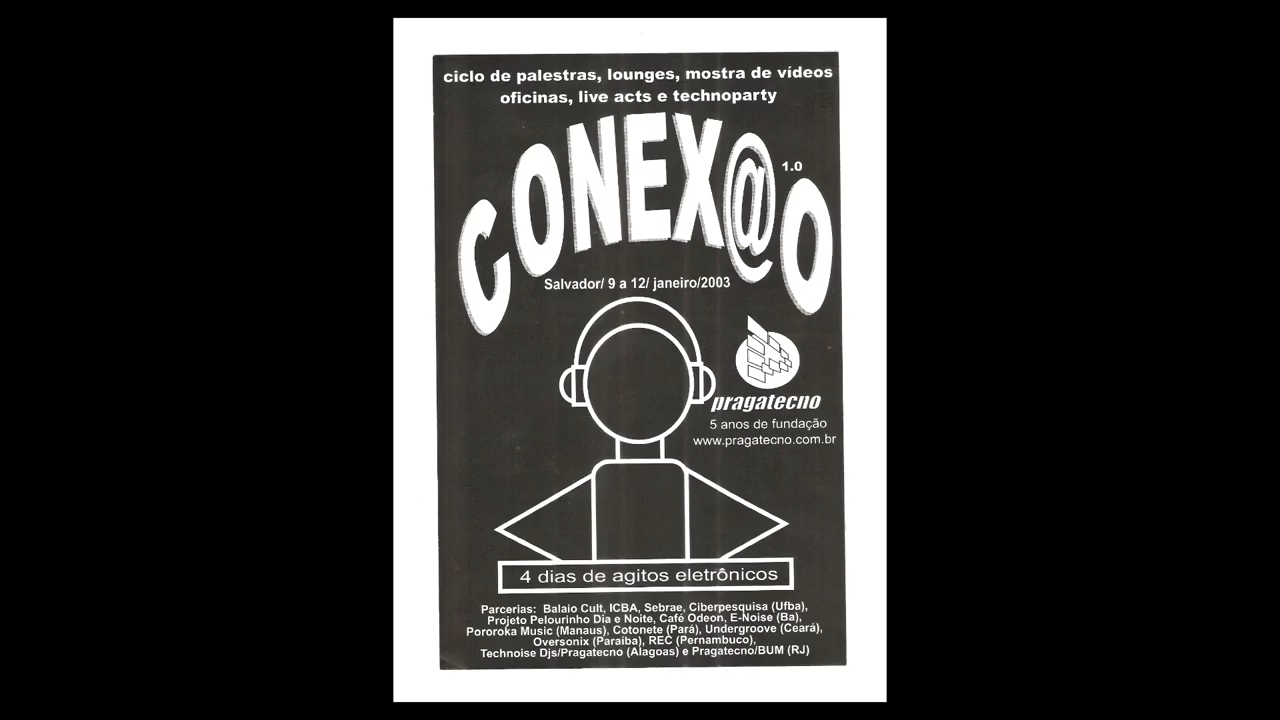 ciclo de palestras, lounges, mostra de vídeos
oficinas, live acts e technoparty
CONEX@O 1.0
Salvador/ 9 a 12/ janeiro/2003
pragatecno
5 anos de fundação
www.pragatecno.com.br
4 dias de agitos eletrônicos
Parcerias: Balaio Cult, ICBA, Sebrae, Ciberpesquisa (Ufba),
Projeto Pelourinho Dia e Noite, Café Odeon, E-Noise (Ba),
Pororoka Music (Manaus), Cotonete (Pará), Undergroove (Ceará),
Oversonix (Paraíba), REC (Pernambuco),
Technoise Djs/Pragatecno (Alagoas) e Pragatecno/BUM (RJ)